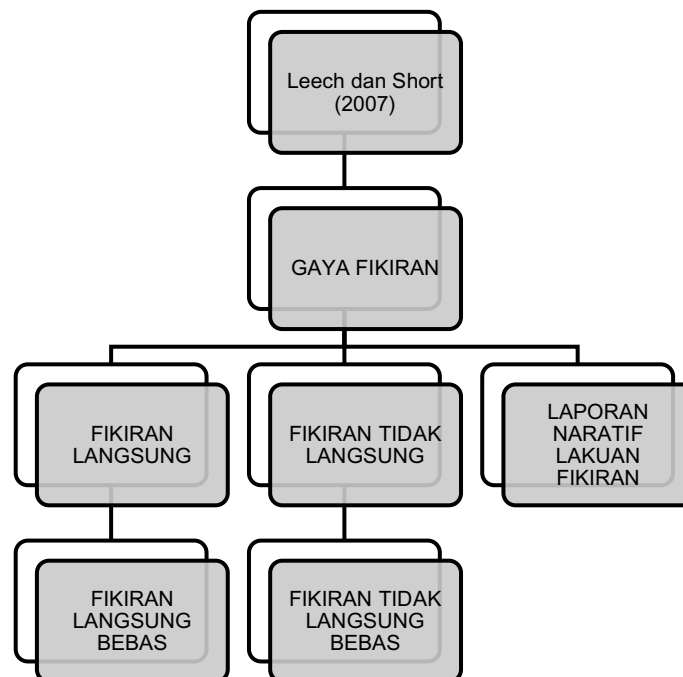 Leech dan Short
(2007)
GAYA FIKIRAN
FIKIRAN
LANGSUNG
FIKIRAN TIDAK
LANGSUNG
LAPORAN
NARATIF
LAKUAN
FIKIRAN
FIKIRAN
LANGSUNG
BEBAS
FIKIRAN TIDAK
LANGSUNG
BEBAS